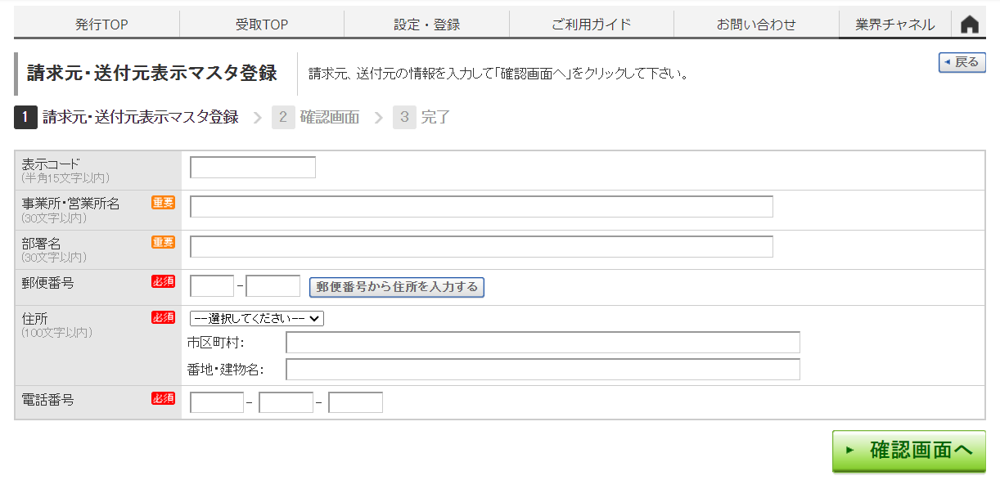 発行TOP 受取TOP 設定・登録 ご利用ガイド お問い合わせ 業界チャネル
請求元・送付元表示マスタ登録 請求元、送付元の情報を入力して「確認画面へ」をクリックして下さい。 戻る
1 請求元・送付元表示マスタ登録 2 確認画面 3 完了
表示コード
(半角15文字以内)
事業所・営業所名 重要
(30文字以内)
部署名 重要
(30文字以内)
郵便番号 必須 - 郵便番号から住所を入力する
住所 必須 --選択してください--
(100文字以内)
市区町村:
番地・建物名:
電話番号 必須 - -
確認画面へ